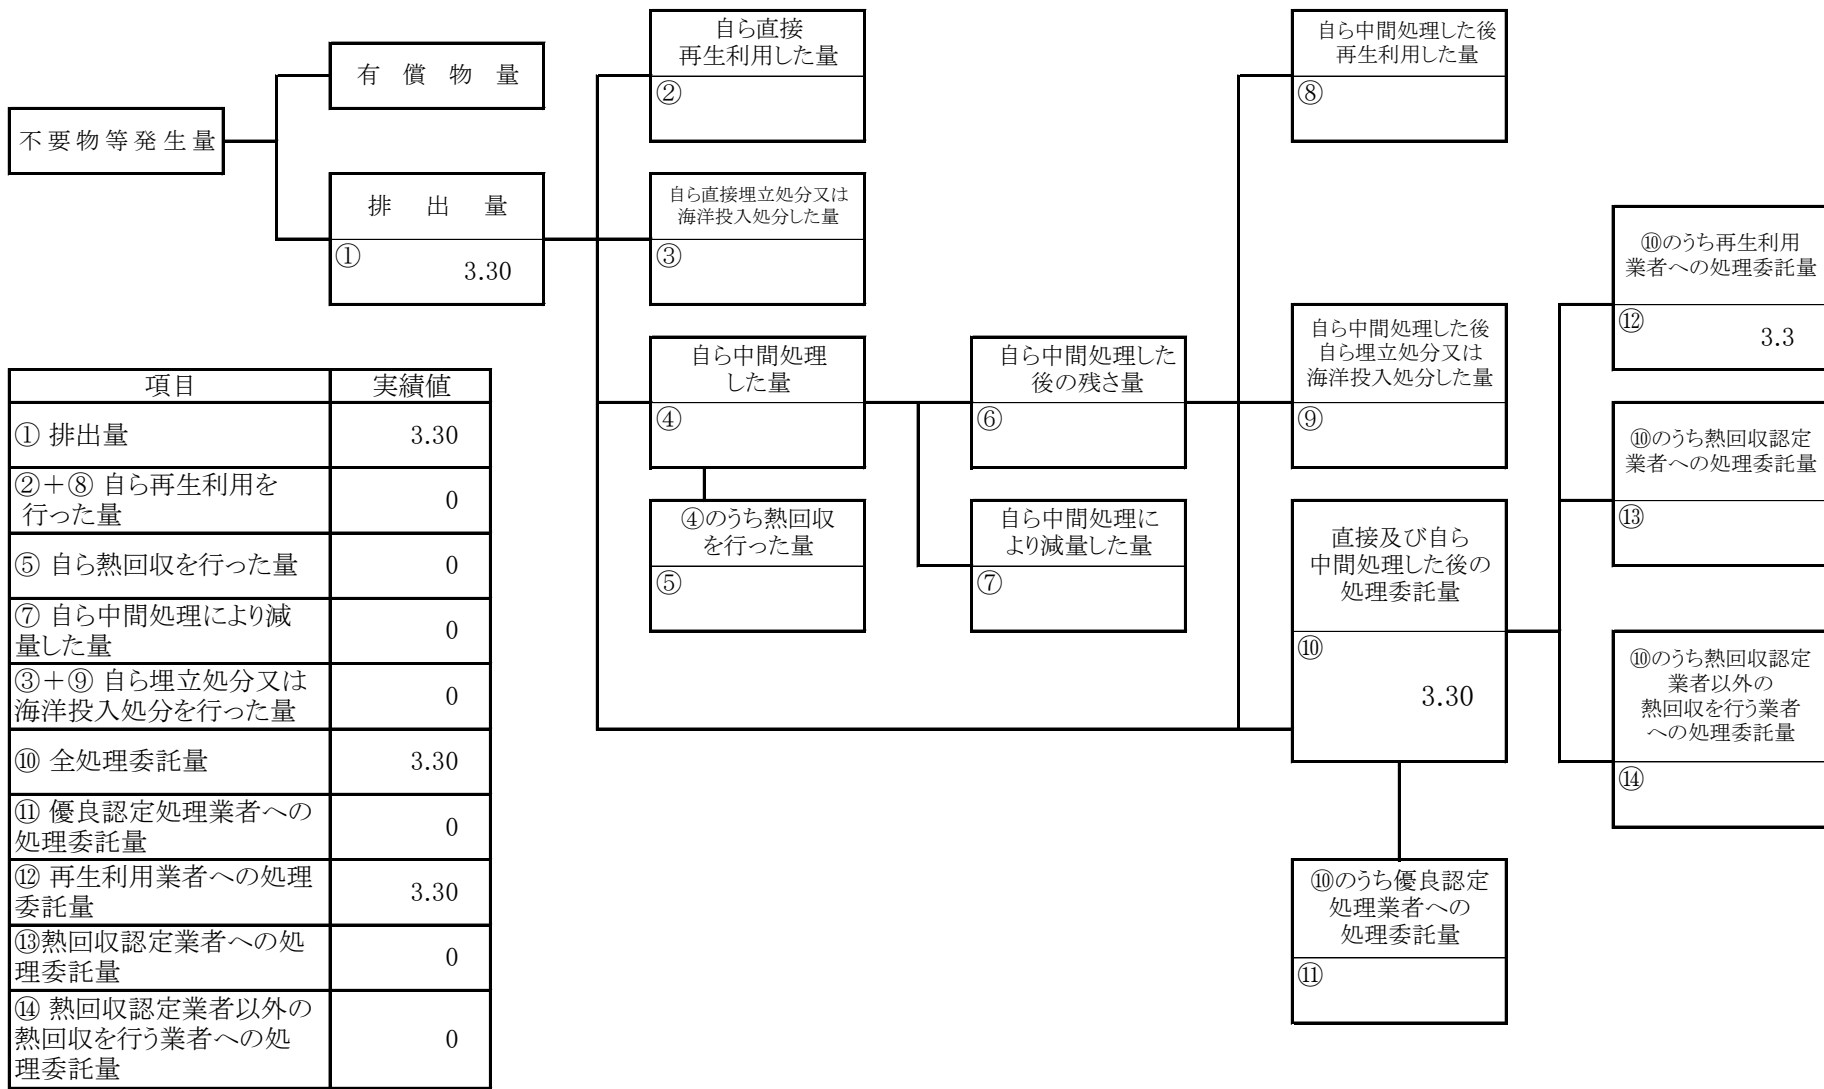 不要物等発生量
有償物量
排出量
①
3.30
自ら直接
再生利用した量
②
自ら直接埋立処分又は
海洋投入処分した量
③
自ら中間処理
した量
④
④のうち熱回収
を行った量
⑤
自ら中間処理した
後の残さ量
⑥
自ら中間処理に
より減量した量
⑦
自ら中間処理した後
再生利用した量
⑧
自ら中間処理した後
自ら埋立処分又は
海洋投入処分した量
⑨
直接及び自ら
中間処理した後の
処理委託量
⑩
3.30
⑩のうち優良認定
処理業者への
処理委託量
⑪
⑩のうち再生利用
業者への処理委託量
⑫
3.3
⑩のうち熱回収認定
業者への処理委託量
⑬
⑩のうち熱回収認定
業者以外の
熱回収を行う業者
への処理委託量
⑭
項目 実績値
① 排出量 3.30
②+⑧ 自ら再生利用を
行った量 0
⑤ 自ら熱回収を行った量 0
⑦ 自ら中間処理により減
量した量 0
③+⑨ 自ら埋立処分又は
海洋投入処分を行った量 0
⑩ 全処理委託量 3.30
⑪ 優良認定処理業者への
処理委託量 0
⑫ 再生利用業者への処理
委託量 3.30
⑬熱回収認定業者への処
理委託量 0
⑭ 熱回収認定業者以外の
熱回収を行う業者への処
理委託量 0